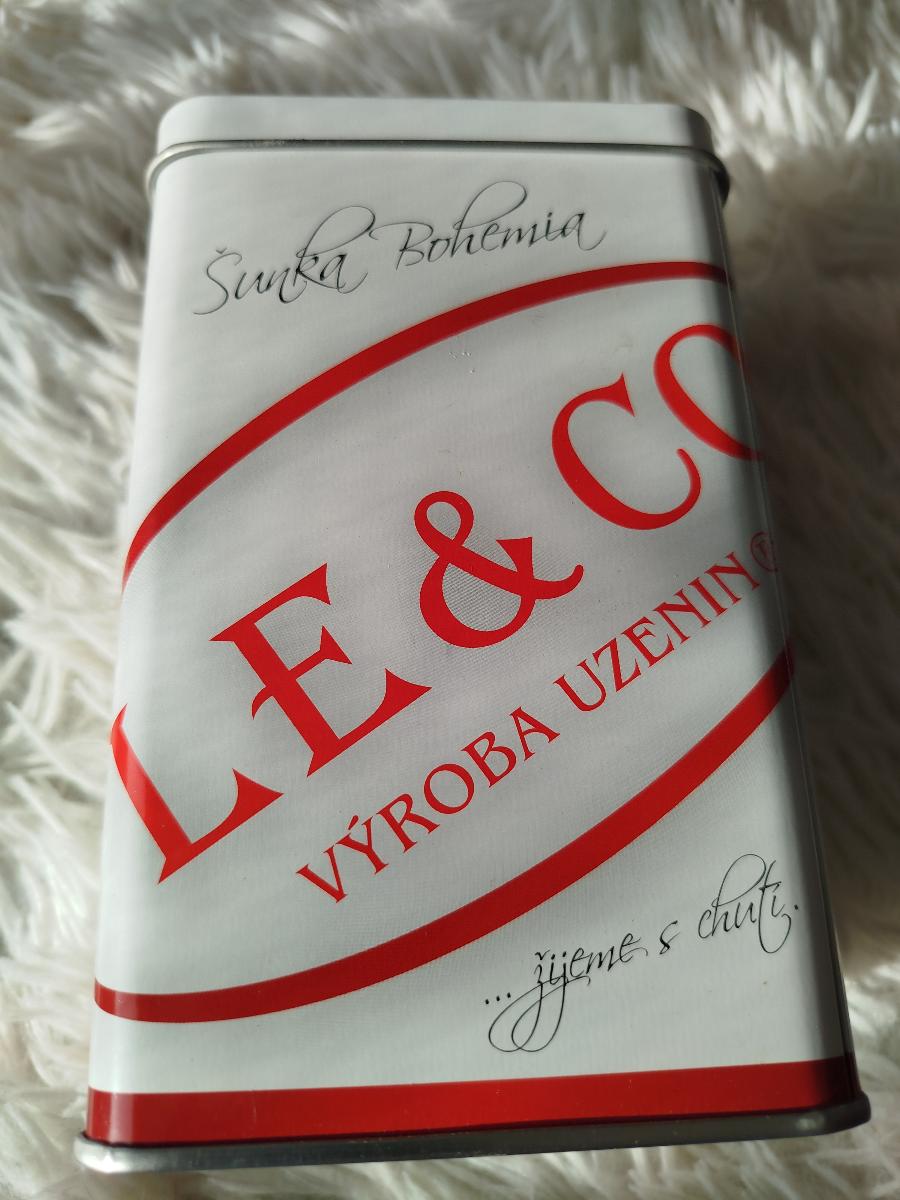 Šunka Bohemia
LE & CO
VÝROBA UZENIN
... žijeme s chutí.